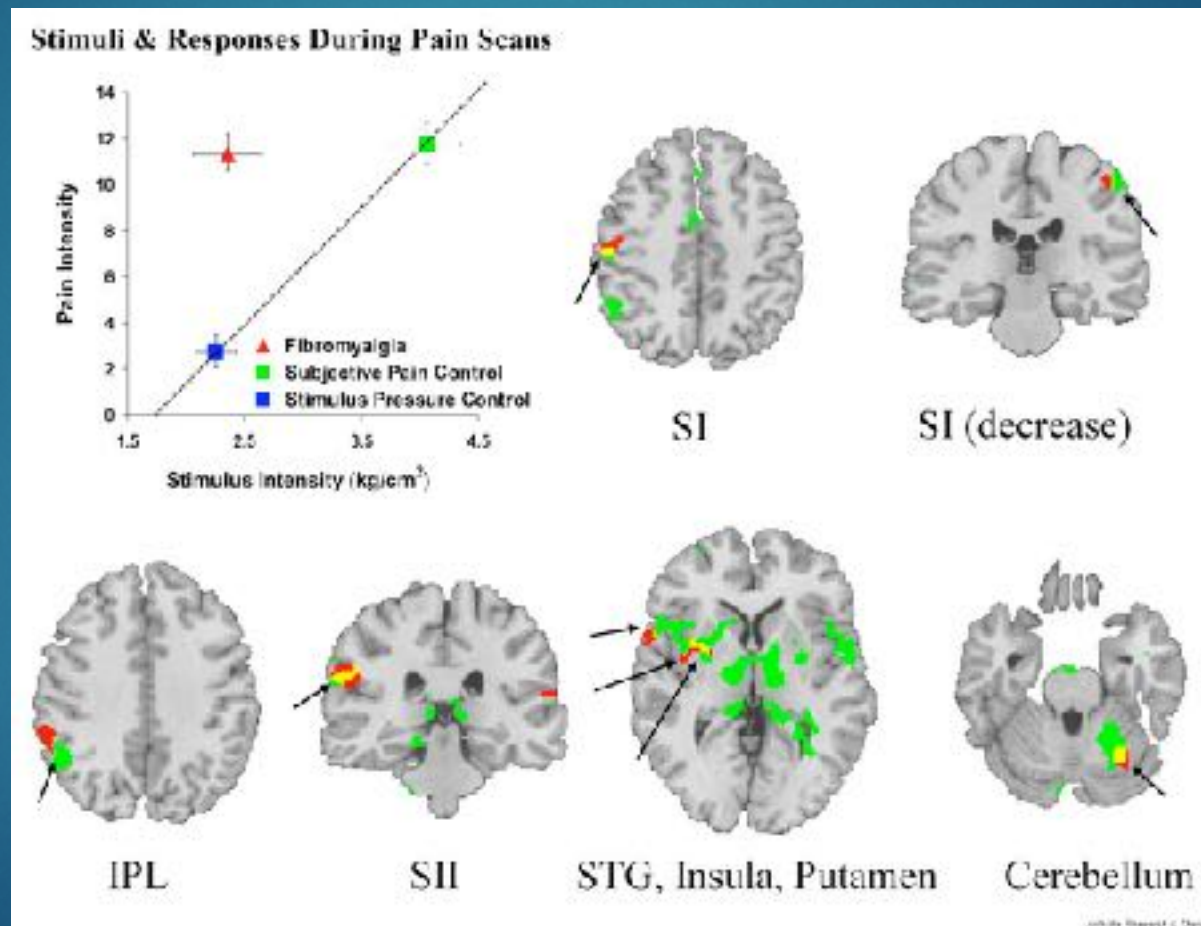 Stimuli & Responses During Pain Scans
14
12
10
8
6
4
2
0
Pain Intensity
Fibromyalgia
Subjective Pain Control
Stimulus Pressure Control
1.5
2.5
3.5
4.5
Stimulus Intensity (kg/cm²)
SI
SI (decrease)
IPL
SII
STG, Insula, Putamen
Cerebellum